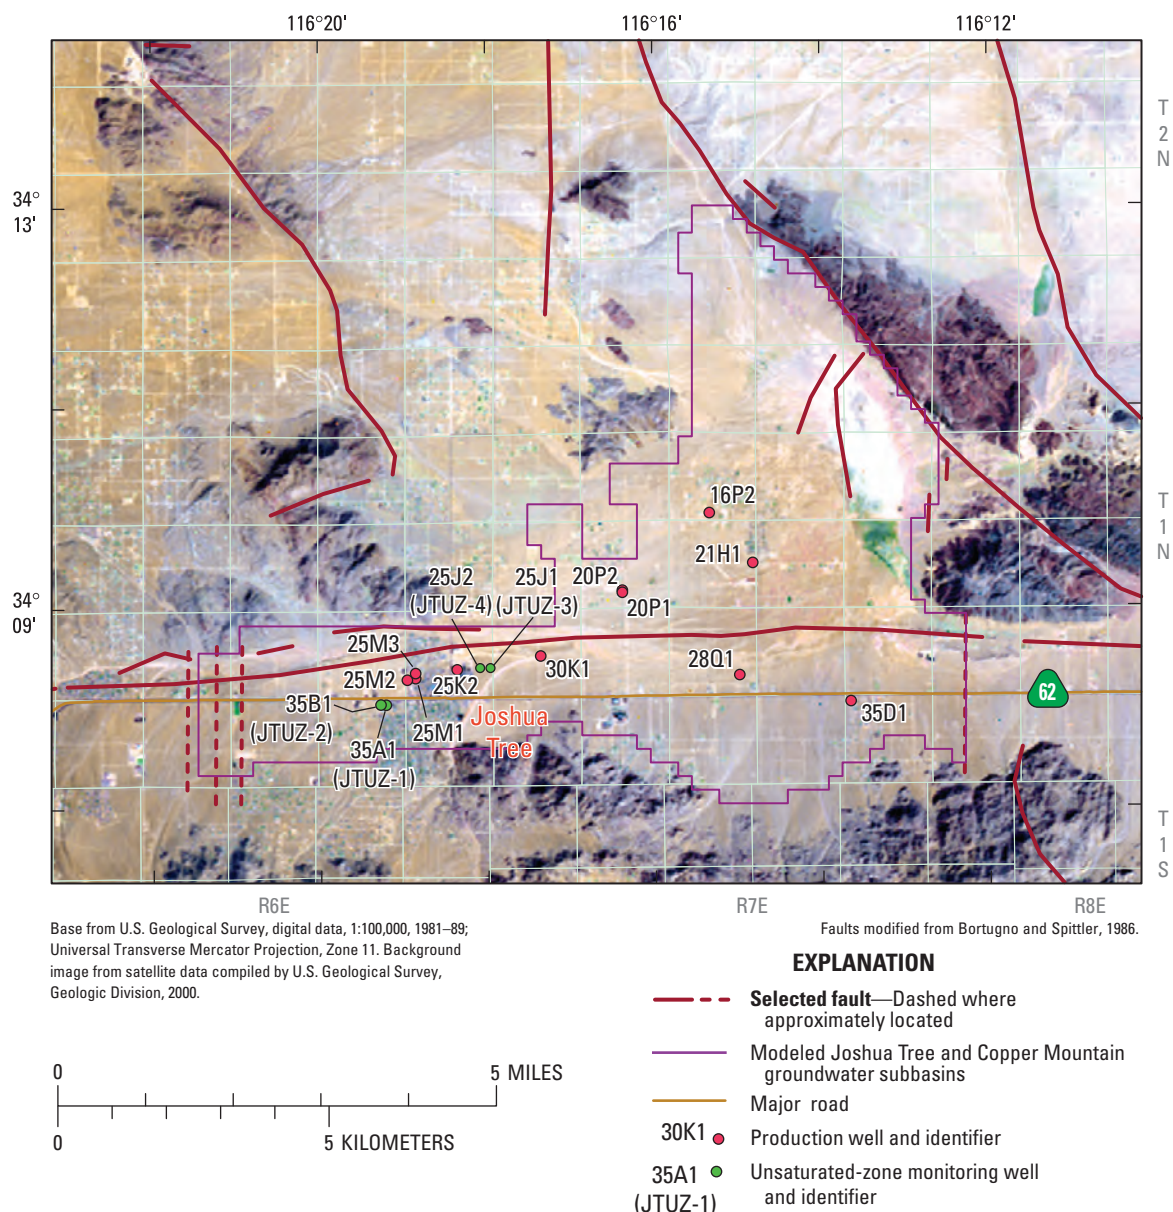 116°20'
116°16'
116°12'
T
2
N
34°
13'
16P2
T
1
N
21H1
25J2
(JTUZ-4)
25J1
(JTUZ-3)
20P2
20P1
34°
09'
25M3
30K1
28Q1
25M2
25K2
62
35B1
(JTUZ-2)
25M1
Joshua
Tree
35D1
35A1
(JTUZ-1)
T
1
S
R6E
R7E
R8E
Base from U.S. Geological Survey, digital data, 1:100,000, 1981–89;
Universal Transverse Mercator Projection, Zone 11. Background
image from satellite data compiled by U.S. Geological Survey,
Geologic Division, 2000.
Faults modified from Bortugno and Spittler, 1986.
EXPLANATION
Selected fault—Dashed where
approximately located
Modeled Joshua Tree and Copper Mountain
groundwater subbasins
Major road
30K1
Production well and identifier
35A1
(JTUZ-1)
Unsaturated-zone monitoring well
and identifier
0
5 MILES
0
5 KILOMETERS